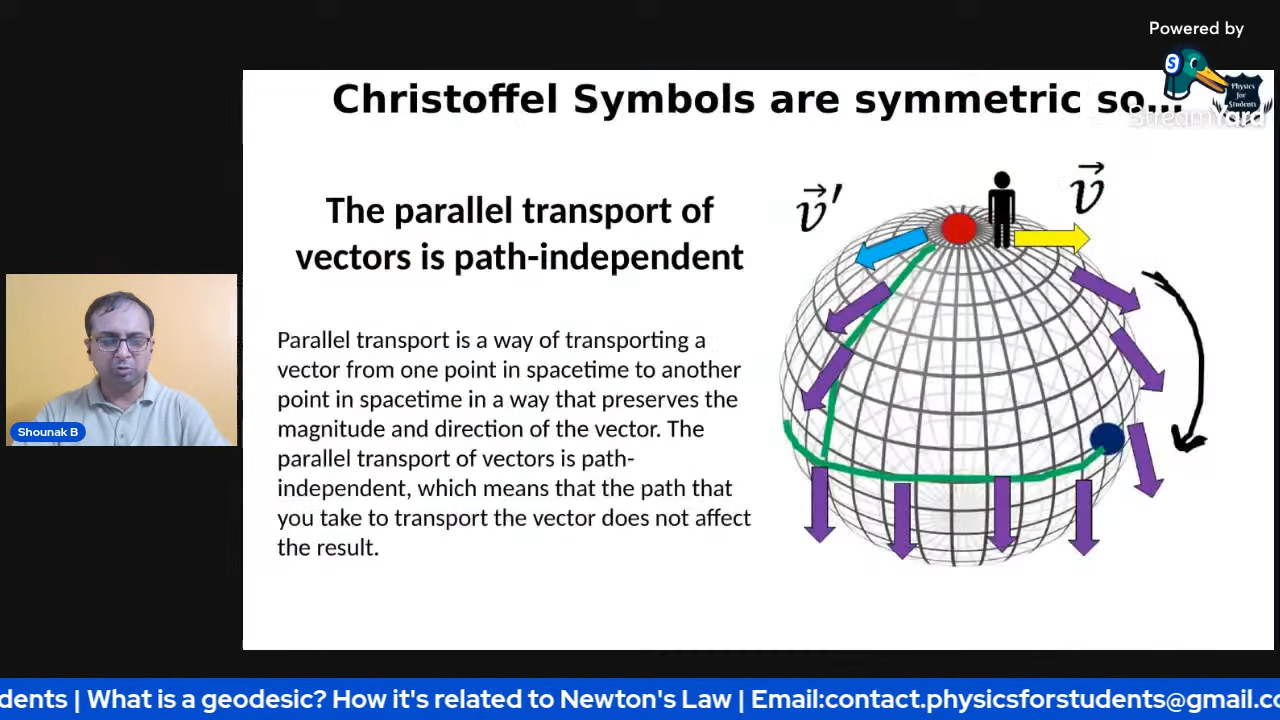 Powered by
S
StreamYard
Physics
for
Students
Christoffel Symbols are symmetric so...
The parallel transport of
vectors is path-independent
Parallel transport is a way of transporting a
vector from one point in spacetime to another
point in spacetime in a way that preserves the
magnitude and direction of the vector. The
parallel transport of vectors is path-
independent, which means that the path that
you take to transport the vector does not affect
the result.
v⃗′
v⃗
Shounak B
dents | What is a geodesic? How it's related to Newton's Law | Email:contact.physicsforstudents@gmail.co